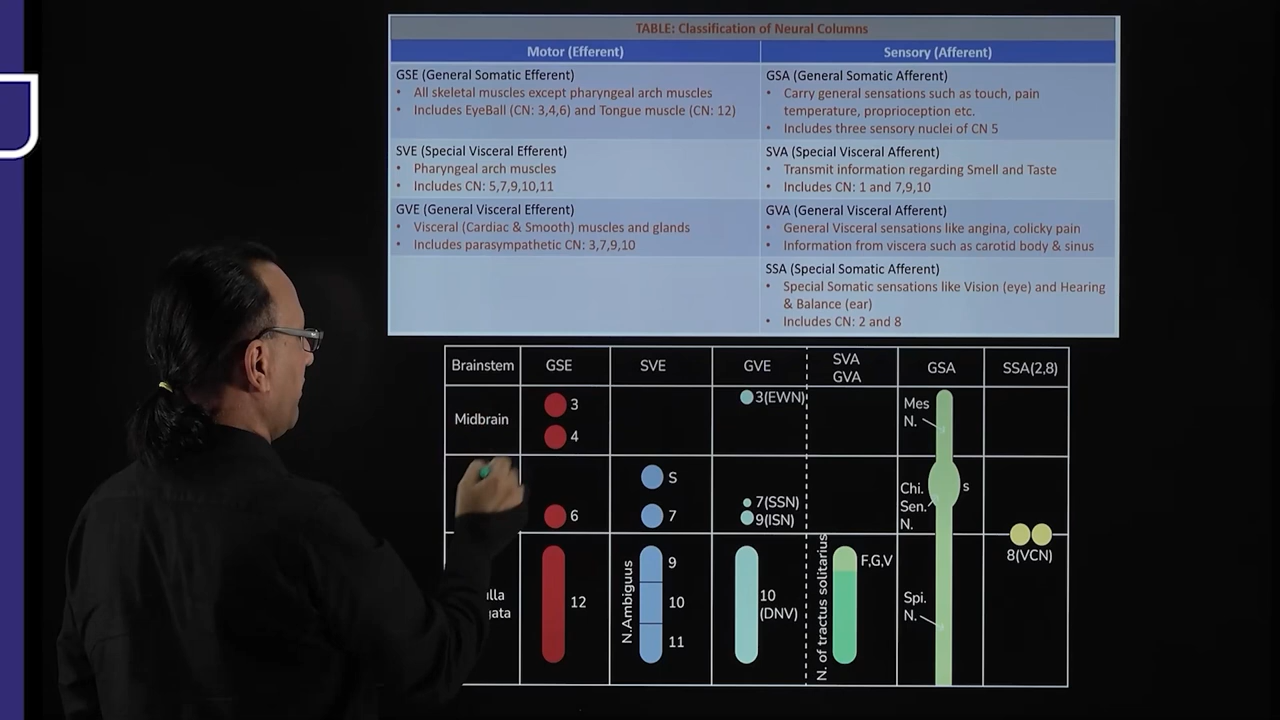 TABLE: Classification of Neural Columns
Motor (Efferent)
Sensory (Afferent)
GSE (General Somatic Efferent)
• All skeletal muscles except pharyngeal arch muscles
• Includes EyeBall (CN: 3,4,6) and Tongue muscle (CN: 12)
GSA (General Somatic Afferent)
• Carry general sensations such as touch, pain
temperature, proprioception etc.
• Includes three sensory nuclei of CN 5
SVE (Special Visceral Efferent)
• Pharyngeal arch muscles
• Includes CN: 5,7,9,10,11
SVA (Special Visceral Afferent)
• Transmit information regarding Smell and Taste
• Includes CN: 1 and 7,9,10
GVE (General Visceral Efferent)
• Visceral (Cardiac & Smooth) muscles and glands
• Includes parasympathetic CN: 3,7,9,10
GVA (General Visceral Afferent)
• General Visceral sensations like angina, colicky pain
• Information from viscera such as carotid body & sinus
SSA (Special Somatic Afferent)
• Special Somatic sensations like Vision (eye) and Hearing
& Balance (ear)
• Includes CN: 2 and 8
Brainstem
GSE
SVE
GVE
SVA
GVA
GSA
SSA(2,8)
Midbrain
3
4
3(EWN)
Mes
N.
6
S
7
7(SSN)
9(ISN)
Chi.
Sen.
N.
s
8(VCN)
lla
ata
12
N.Ambiguus
9
10
11
10
(DNV)
N. of tractus solitarius
F,G,V
Spi.
N.